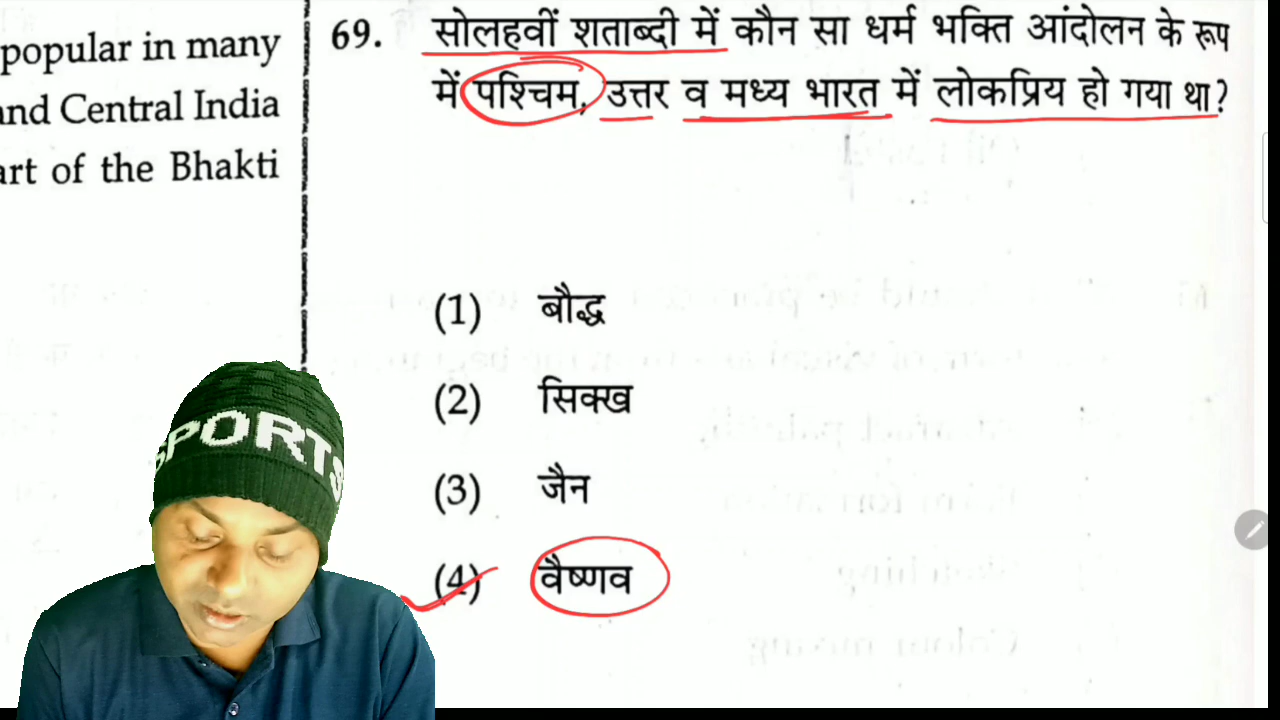 popular in many
and Central India
art of the Bhakti
69. सोलहवीं शताब्दी में कौन सा धर्म भक्ति आंदोलन के रूप
में पश्चिम, उत्तर व मध्य भारत में लोकप्रिय हो गया था?
(1) बौद्ध
(2) सिक्ख
(3) जैन
(4) वैष्णव
SPORTS